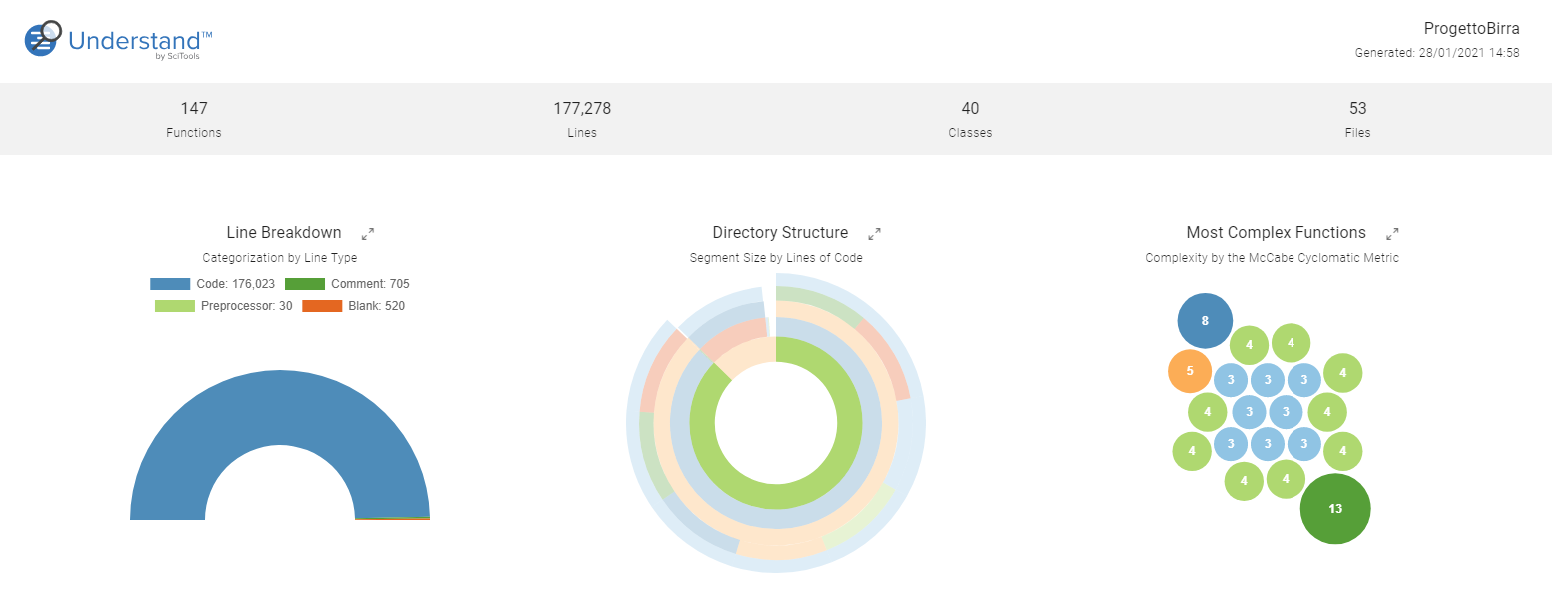 Understand™
by SciTools
ProgettoBirra
Generated: 28/01/2021 14:58
147
Functions
177,278
Lines
40
Classes
53
Files
Line Breakdown
Categorization by Line Type
Code: 176,023
Comment: 705
Preprocessor: 30
Blank: 520
Directory Structure
Segment Size by Lines of Code
Most Complex Functions
Complexity by the McCabe Cyclomatic Metric
8
4
4
5
3
3
3
4
4
3
3
4
4
3
3
3
4
4
4
13